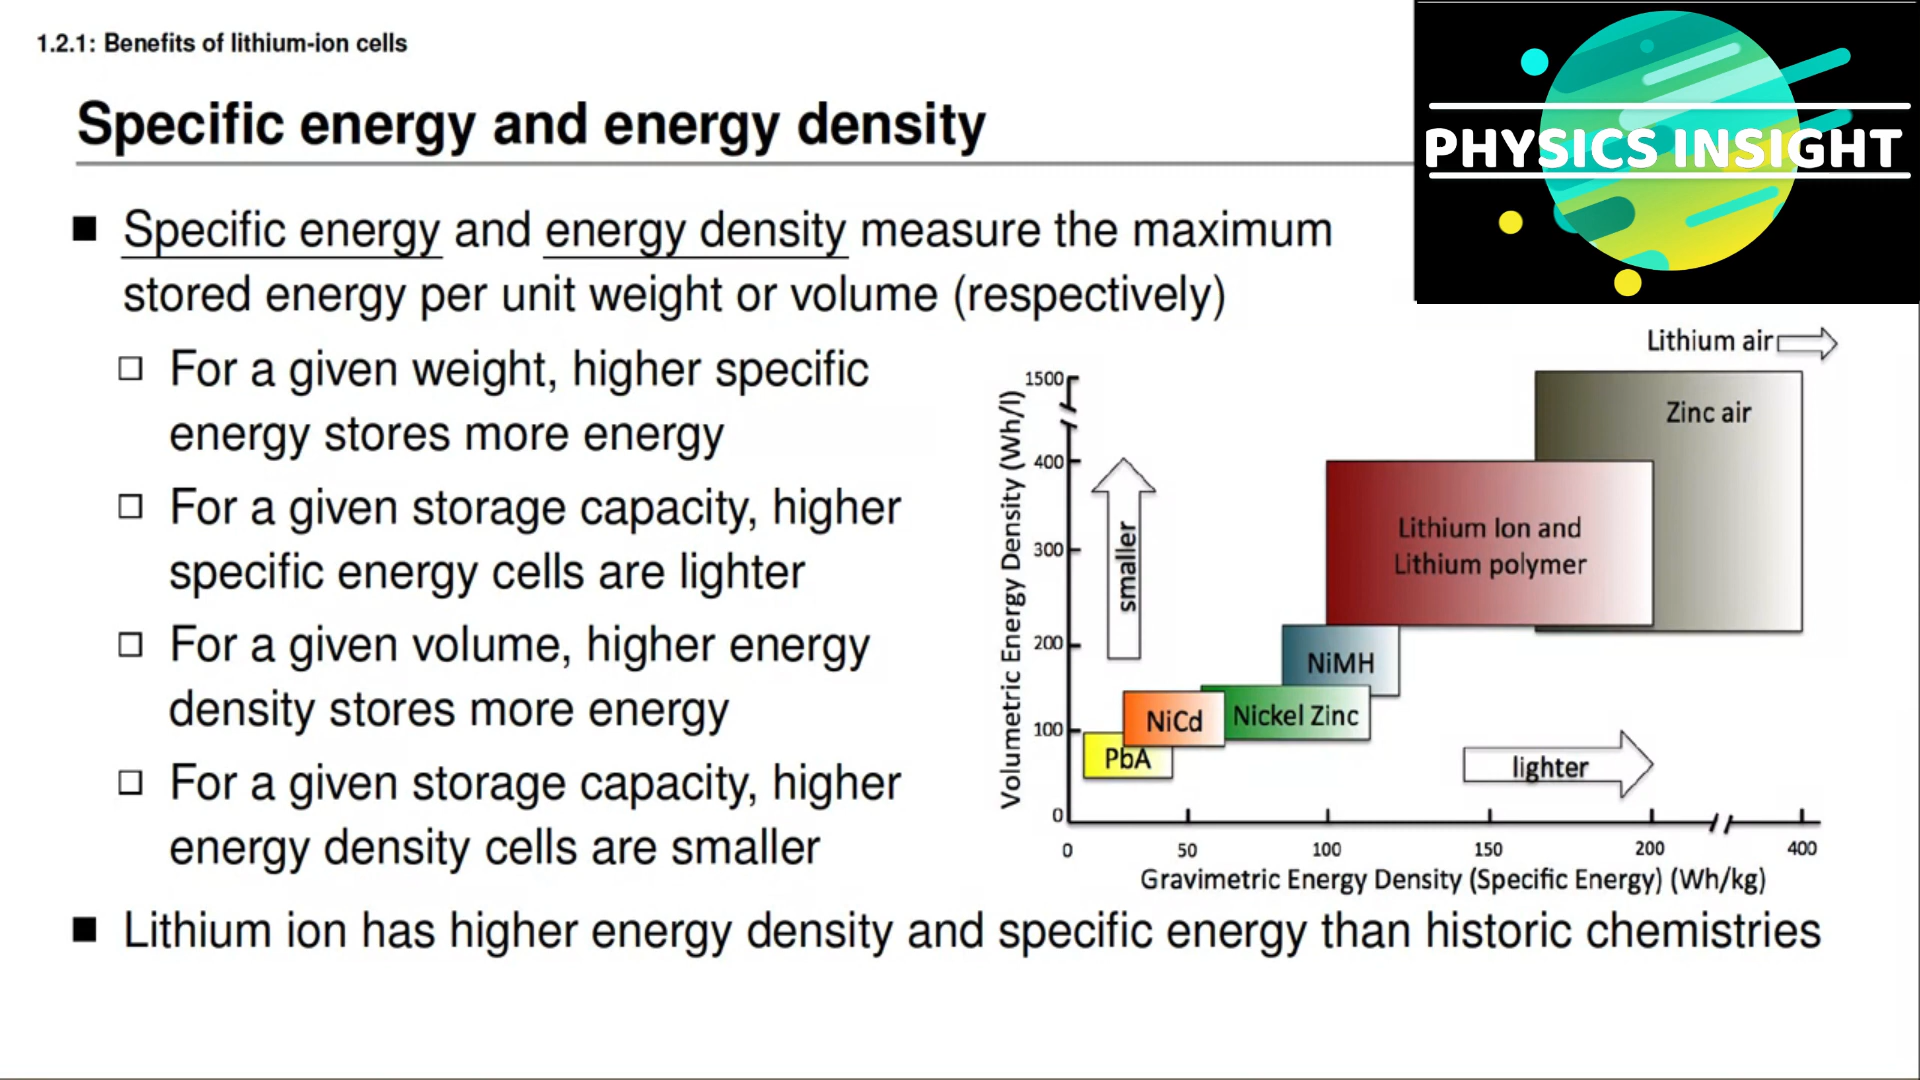 1.2.1: Benefits of lithium-ion cells
PHYSICS INSIGHT
Specific energy and energy density
■ Specific energy and energy density measure the maximum
stored energy per unit weight or volume (respectively)
□ For a given weight, higher specific
energy stores more energy
□ For a given storage capacity, higher
specific energy cells are lighter
□ For a given volume, higher energy
density stores more energy
□ For a given storage capacity, higher
energy density cells are smaller
Lithium air
1500
Zinc air
400
Lithium Ion and
Lithium polymer
300
smaller
200
NiMH
Nickel Zinc
NiCd
100
PbA
lighter
0
Volumetric Energy Density (Wh/l)
0 50 100 150 200 400
Gravimetric Energy Density (Specific Energy) (Wh/kg)
■ Lithium ion has higher energy density and specific energy than historic chemistries